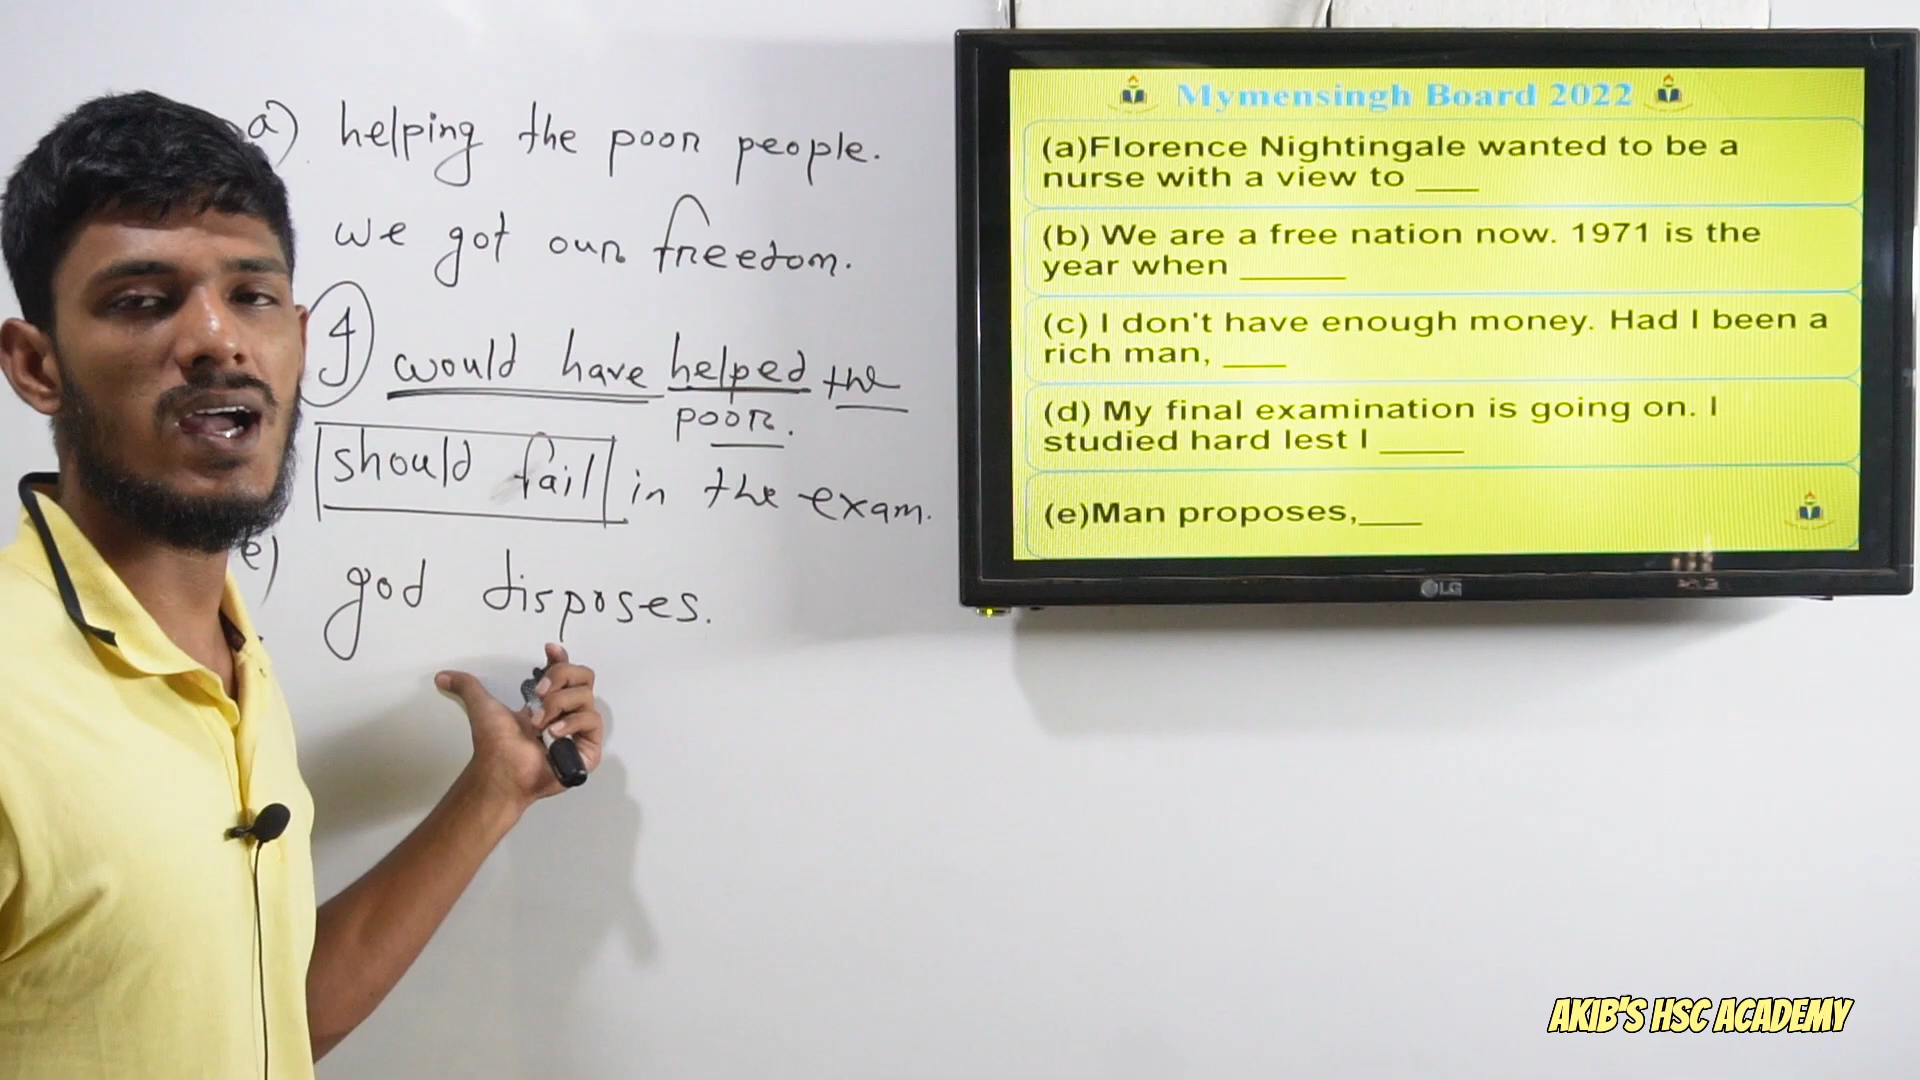 a) helping the poor people.
we got our freedom.
I would have helped the
poor.
should fail in the exam.
e) god disposes.
Mymensingh Board 2022
(a)Florence Nightingale wanted to be a
nurse with a view to ____
(b) We are a free nation now. 1971 is the
year when ______
(c) I don't have enough money. Had I been a
rich man, ____
(d) My final examination is going on. I
studied hard lest I _____
(e)Man proposes,____
LG
AKIB'S HSC ACADEMY